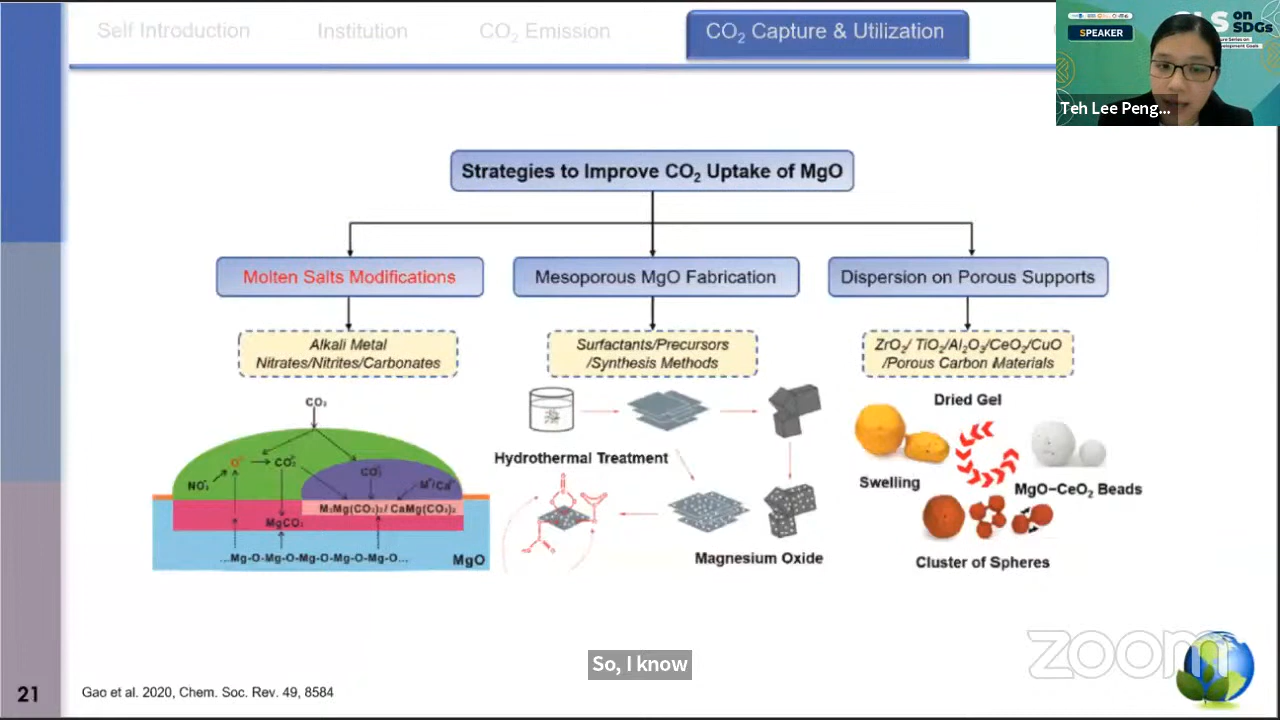 Self Introduction
Institution
CO₂ Emission
CO₂ Capture & Utilization
SPEAKER
on
SDGs
Teh Lee Peng...
Strategies to Improve CO₂ Uptake of MgO
Molten Salts Modifications
Mesoporous MgO Fabrication
Dispersion on Porous Supports
Alkali Metal
Nitrates/Nitrites/Carbonates
Surfactants/Precursors
/Synthesis Methods
ZrO₂/ TiO₂/Al₂O₃/CeO₂/CuO
/Porous Carbon Materials
CO₂
MgCO₃
...Mg-O-Mg-O-Mg-O-Mg-O-Mg-O...
MgO
Hydrothermal Treatment
Magnesium Oxide
Dried Gel
Swelling
MgO–CeO₂ Beads
Cluster of Spheres
So, I know
zoom
21
Gao et al. 2020, Chem. Soc. Rev. 49, 8584